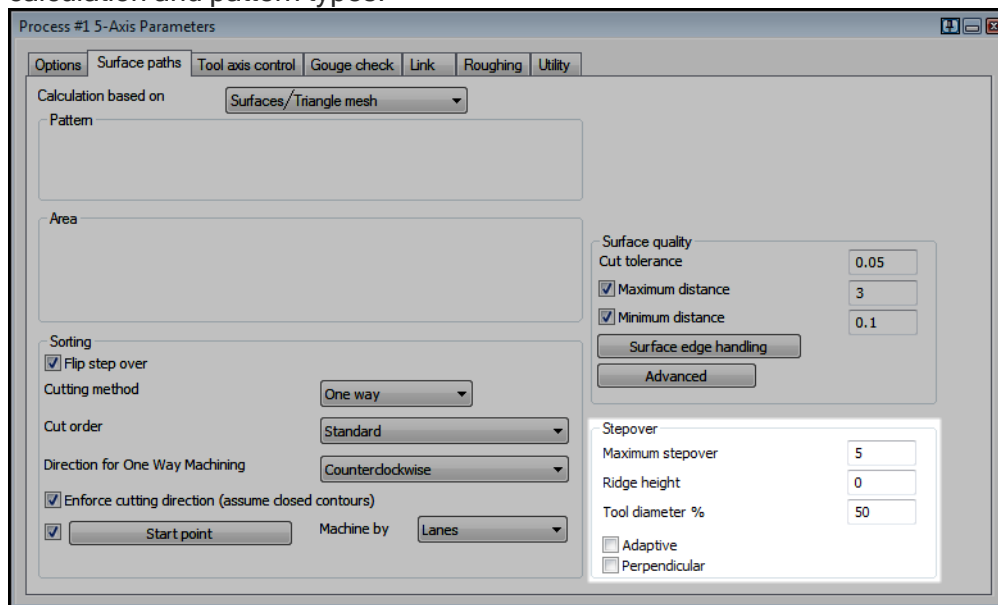 calculation and pattern types.
Process #1 5-Axis Parameters
Options Surface paths Tool axis control Gouge check Link Roughing Utility
Calculation based on Surfaces/Triangle mesh
Pattern
Area
Surface quality
Cut tolerance 0.05
Maximum distance 3
Minimum distance 0.1
Surface edge handling
Advanced
Sorting
Flip step over
Cutting method One way
Cut order Standard
Direction for One Way Machining Counterclockwise
Enforce cutting direction (assume closed contours)
Start point Machine by Lanes
Stepover
Maximum stepover 5
Ridge height 0
Tool diameter % 50
Adaptive
Perpendicular